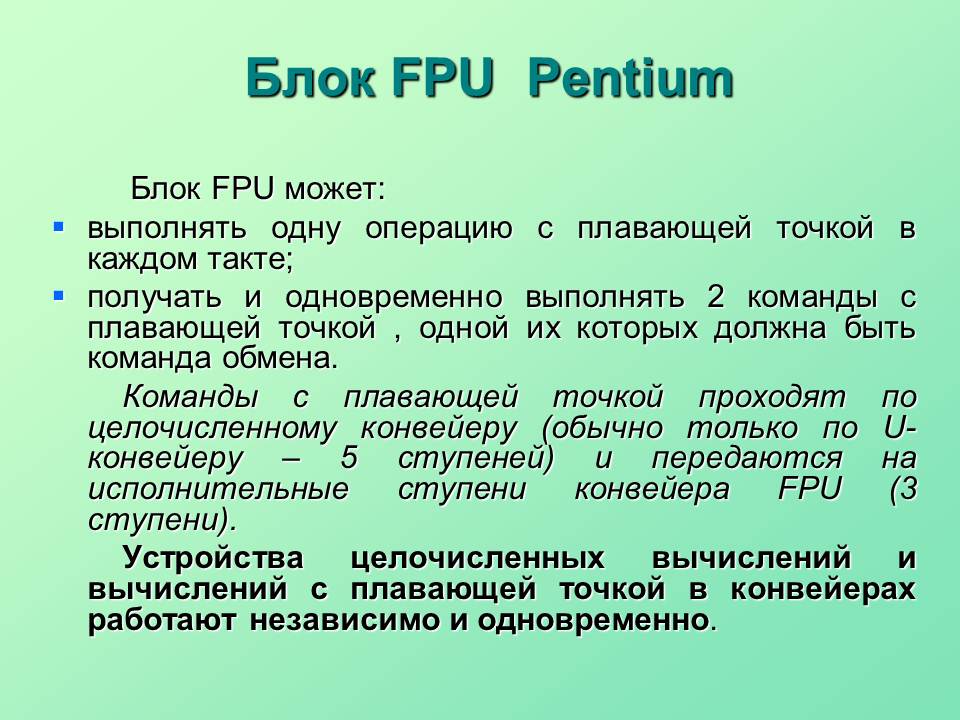 Блок FPU Pentium
Блок FPU может:
▪ выполнять одну операцию с плавающей точкой в
каждом такте;
▪ получать и одновременно выполнять 2 команды с
плавающей точкой , одной их которых должна быть
команда обмена.
Команды с плавающей точкой проходят по
целочисленному конвейеру (обычно только по U-
конвейеру – 5 ступеней) и передаются на
исполнительные ступени конвейера FPU (3
ступени).
Устройства целочисленных вычислений и
вычислений с плавающей точкой в конвейерах
работают независимо и одновременно.